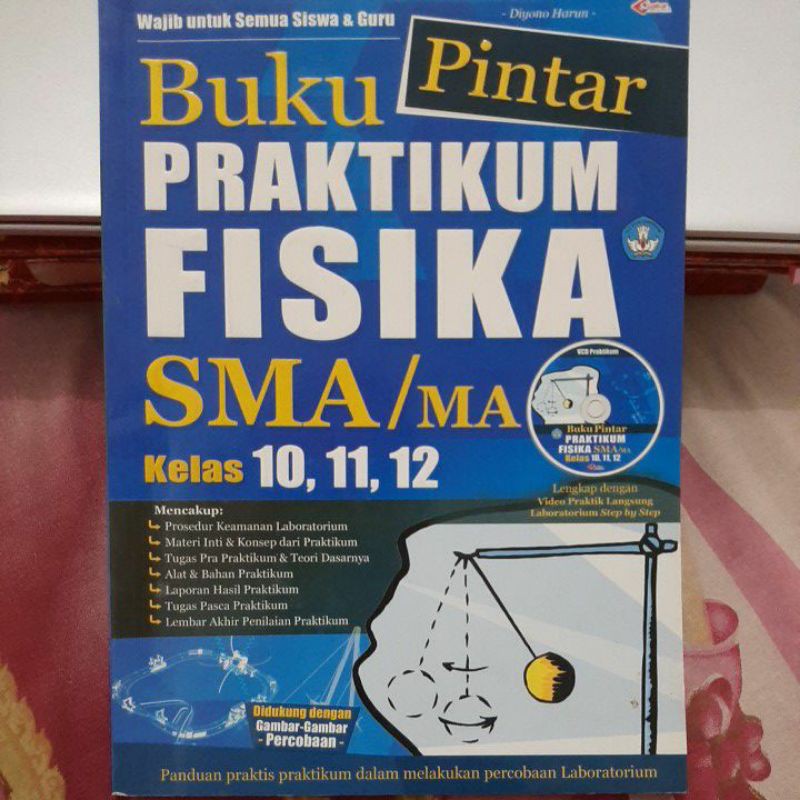 Wajib untuk Semua Siswa & Guru
- Diyono Harun -
Buku Pintar
PRAKTIKUM
FISIKA
SMA/MA
Kelas 10, 11, 12
VCD Praktikum
Buku Pintar
PRAKTIKUM
FISIKA SMA/MA
Kelas 10, 11, 12
Lengkap dengan
Video Praktik Langsung
Laboratorium Step by Step
Mencakup:
Prosedur Keamanan Laboratorium
Materi Inti & Konsep dari Praktikum
Tugas Pra Praktikum & Teori Dasarnya
Alat & Bahan Praktikum
Laporan Hasil Praktikum
Tugas Pasca Praktikum
Lembar Akhir Penilaian Praktikum
Didukung dengan
Gambar-Gambar
- Percobaan -
Panduan praktis praktikum dalam melakukan percobaan Laboratorium